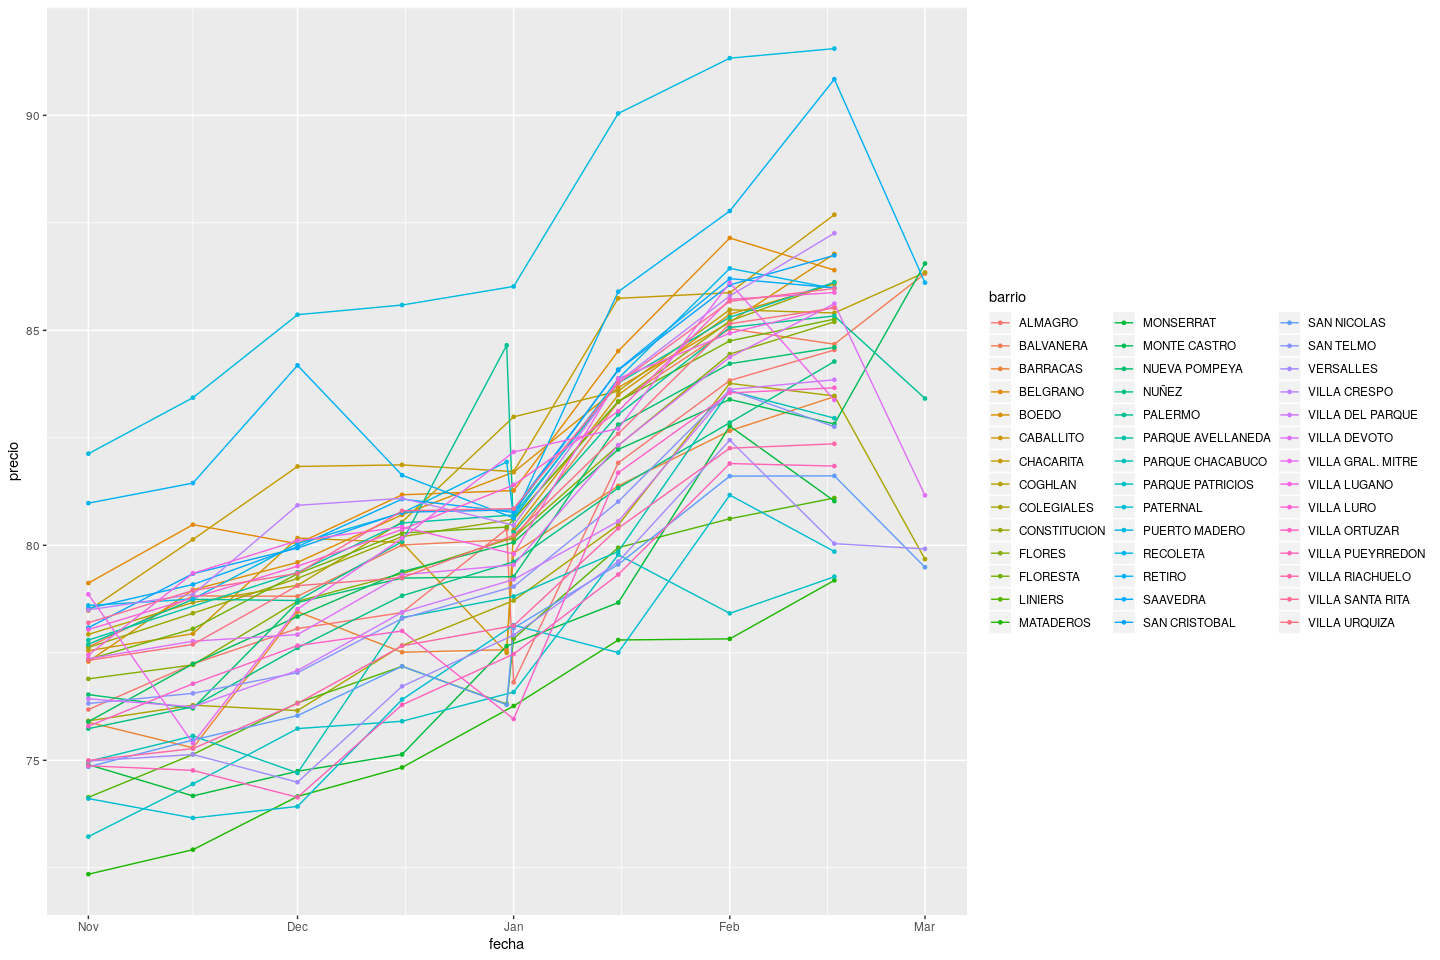 90
85
80
75
precio
Nov
Dec
Jan
Feb
Mar
fecha
barrio
ALMAGRO
BALVANERA
BARRACAS
BELGRANO
BOEDO
CABALLITO
CHACARITA
COGHLAN
COLEGIALES
CONSTITUCION
FLORES
FLORESTA
LINIERS
MATADEROS
MONSERRAT
MONTE CASTRO
NUEVA POMPEYA
NUÑEZ
PALERMO
PARQUE AVELLANEDA
PARQUE CHACABUCO
PARQUE PATRICIOS
PATERNAL
PUERTO MADERO
RECOLETA
RETIRO
SAAVEDRA
SAN CRISTOBAL
SAN NICOLAS
SAN TELMO
VERSALLES
VILLA CRESPO
VILLA DEL PARQUE
VILLA DEVOTO
VILLA GRAL. MITRE
VILLA LUGANO
VILLA LURO
VILLA ORTUZAR
VILLA PUEYRREDON
VILLA RIACHUELO
VILLA SANTA RITA
VILLA URQUIZA